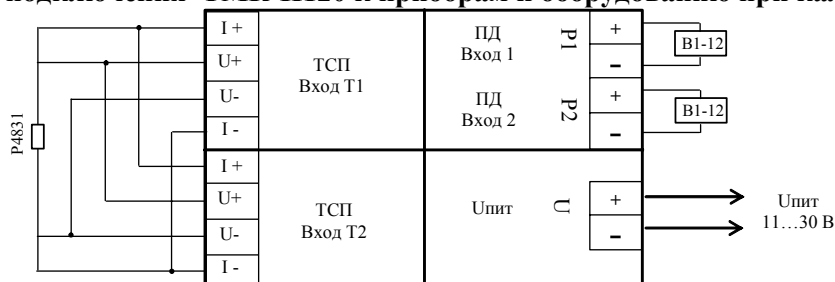 I +
U+
U-
I -
ТСП
Вход Т1
ПД
Вход 1
P1
+
–
В1-12
ПД
Вход 2
P2
+
–
В1-12
Р4831
I +
U+
U-
I -
ТСП
Вход Т2
Uпит
U
+
–
Uпит
11…30 В